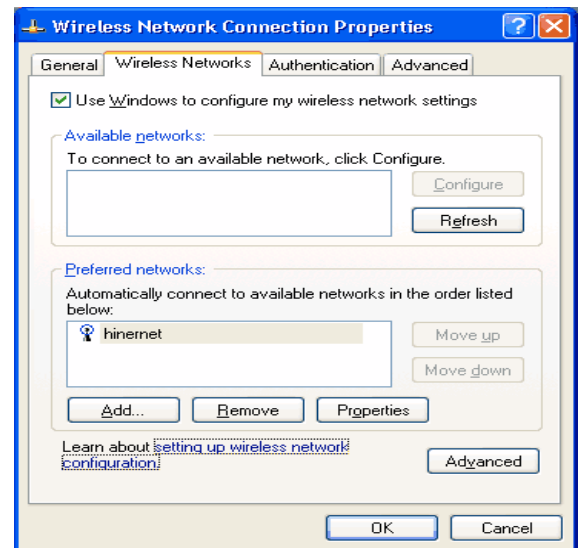 Wireless Network Connection Properties
General Wireless Networks Authentication Advanced
Use Windows to configure my wireless network settings
Available networks:
To connect to an available network, click Configure.
Configure
Refresh
Preferred networks:
Automatically connect to available networks in the order listed
below:
hinernet
Move up
Move down
Add... Remove Properties
Learn about setting up wireless network
configuration.
Advanced
OK Cancel